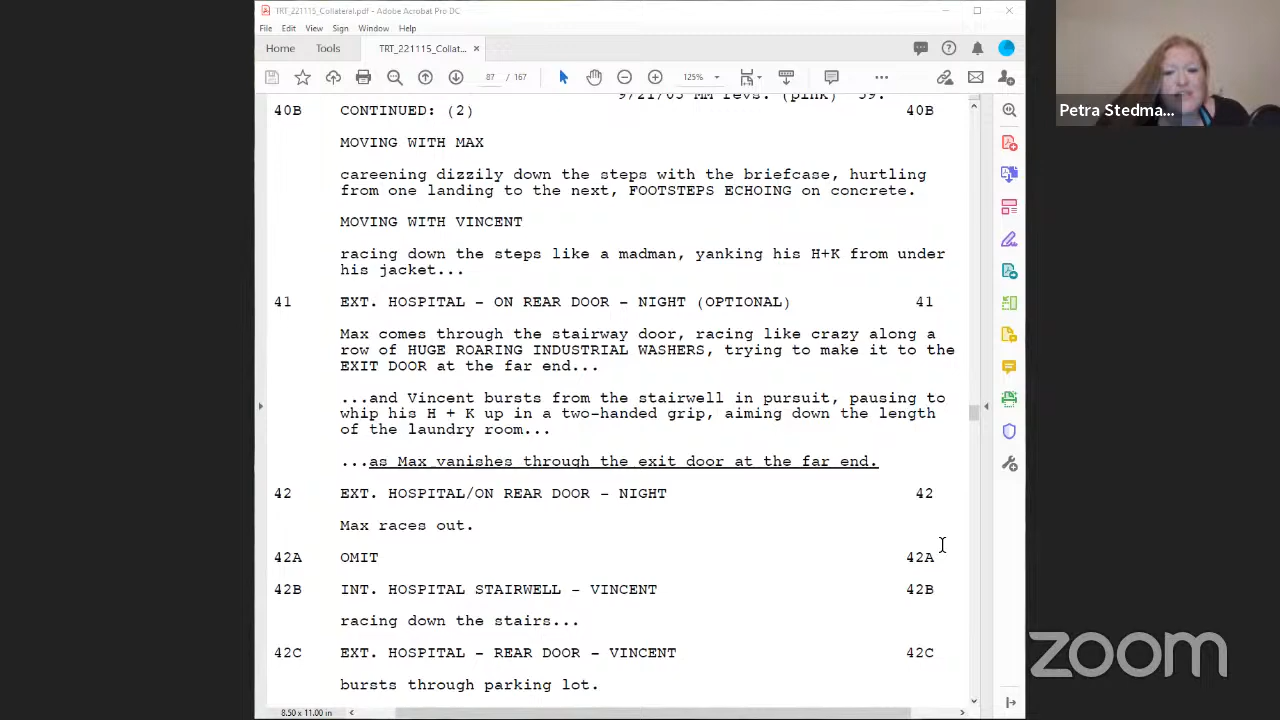 TRT_221115_Collateral.pdf - Adobe Acrobat Pro DC
File Edit View Sign Window Help
Home Tools TRT_221115_Collat... ×
87 / 167 125%
9/21/03 MM revs. (pink) 59.
40B CONTINUED: (2) 40B
MOVING WITH MAX
careening dizzily down the steps with the briefcase, hurtling
from one landing to the next, FOOTSTEPS ECHOING on concrete.
MOVING WITH VINCENT
racing down the steps like a madman, yanking his H+K from under
his jacket...
41 EXT. HOSPITAL - ON REAR DOOR - NIGHT (OPTIONAL) 41
Max comes through the stairway door, racing like crazy along a
row of HUGE ROARING INDUSTRIAL WASHERS, trying to make it to the
EXIT DOOR at the far end...
...and Vincent bursts from the stairwell in pursuit, pausing to
whip his H + K up in a two-handed grip, aiming down the length
of the laundry room...
...as Max vanishes through the exit door at the far end.
42 EXT. HOSPITAL/ON REAR DOOR - NIGHT 42
Max races out.
42A OMIT 42A
42B INT. HOSPITAL STAIRWELL - VINCENT 42B
racing down the stairs...
42C EXT. HOSPITAL - REAR DOOR - VINCENT 42C
bursts through parking lot.
8.50 x 11.00 in
Petra Stedma...
zoom